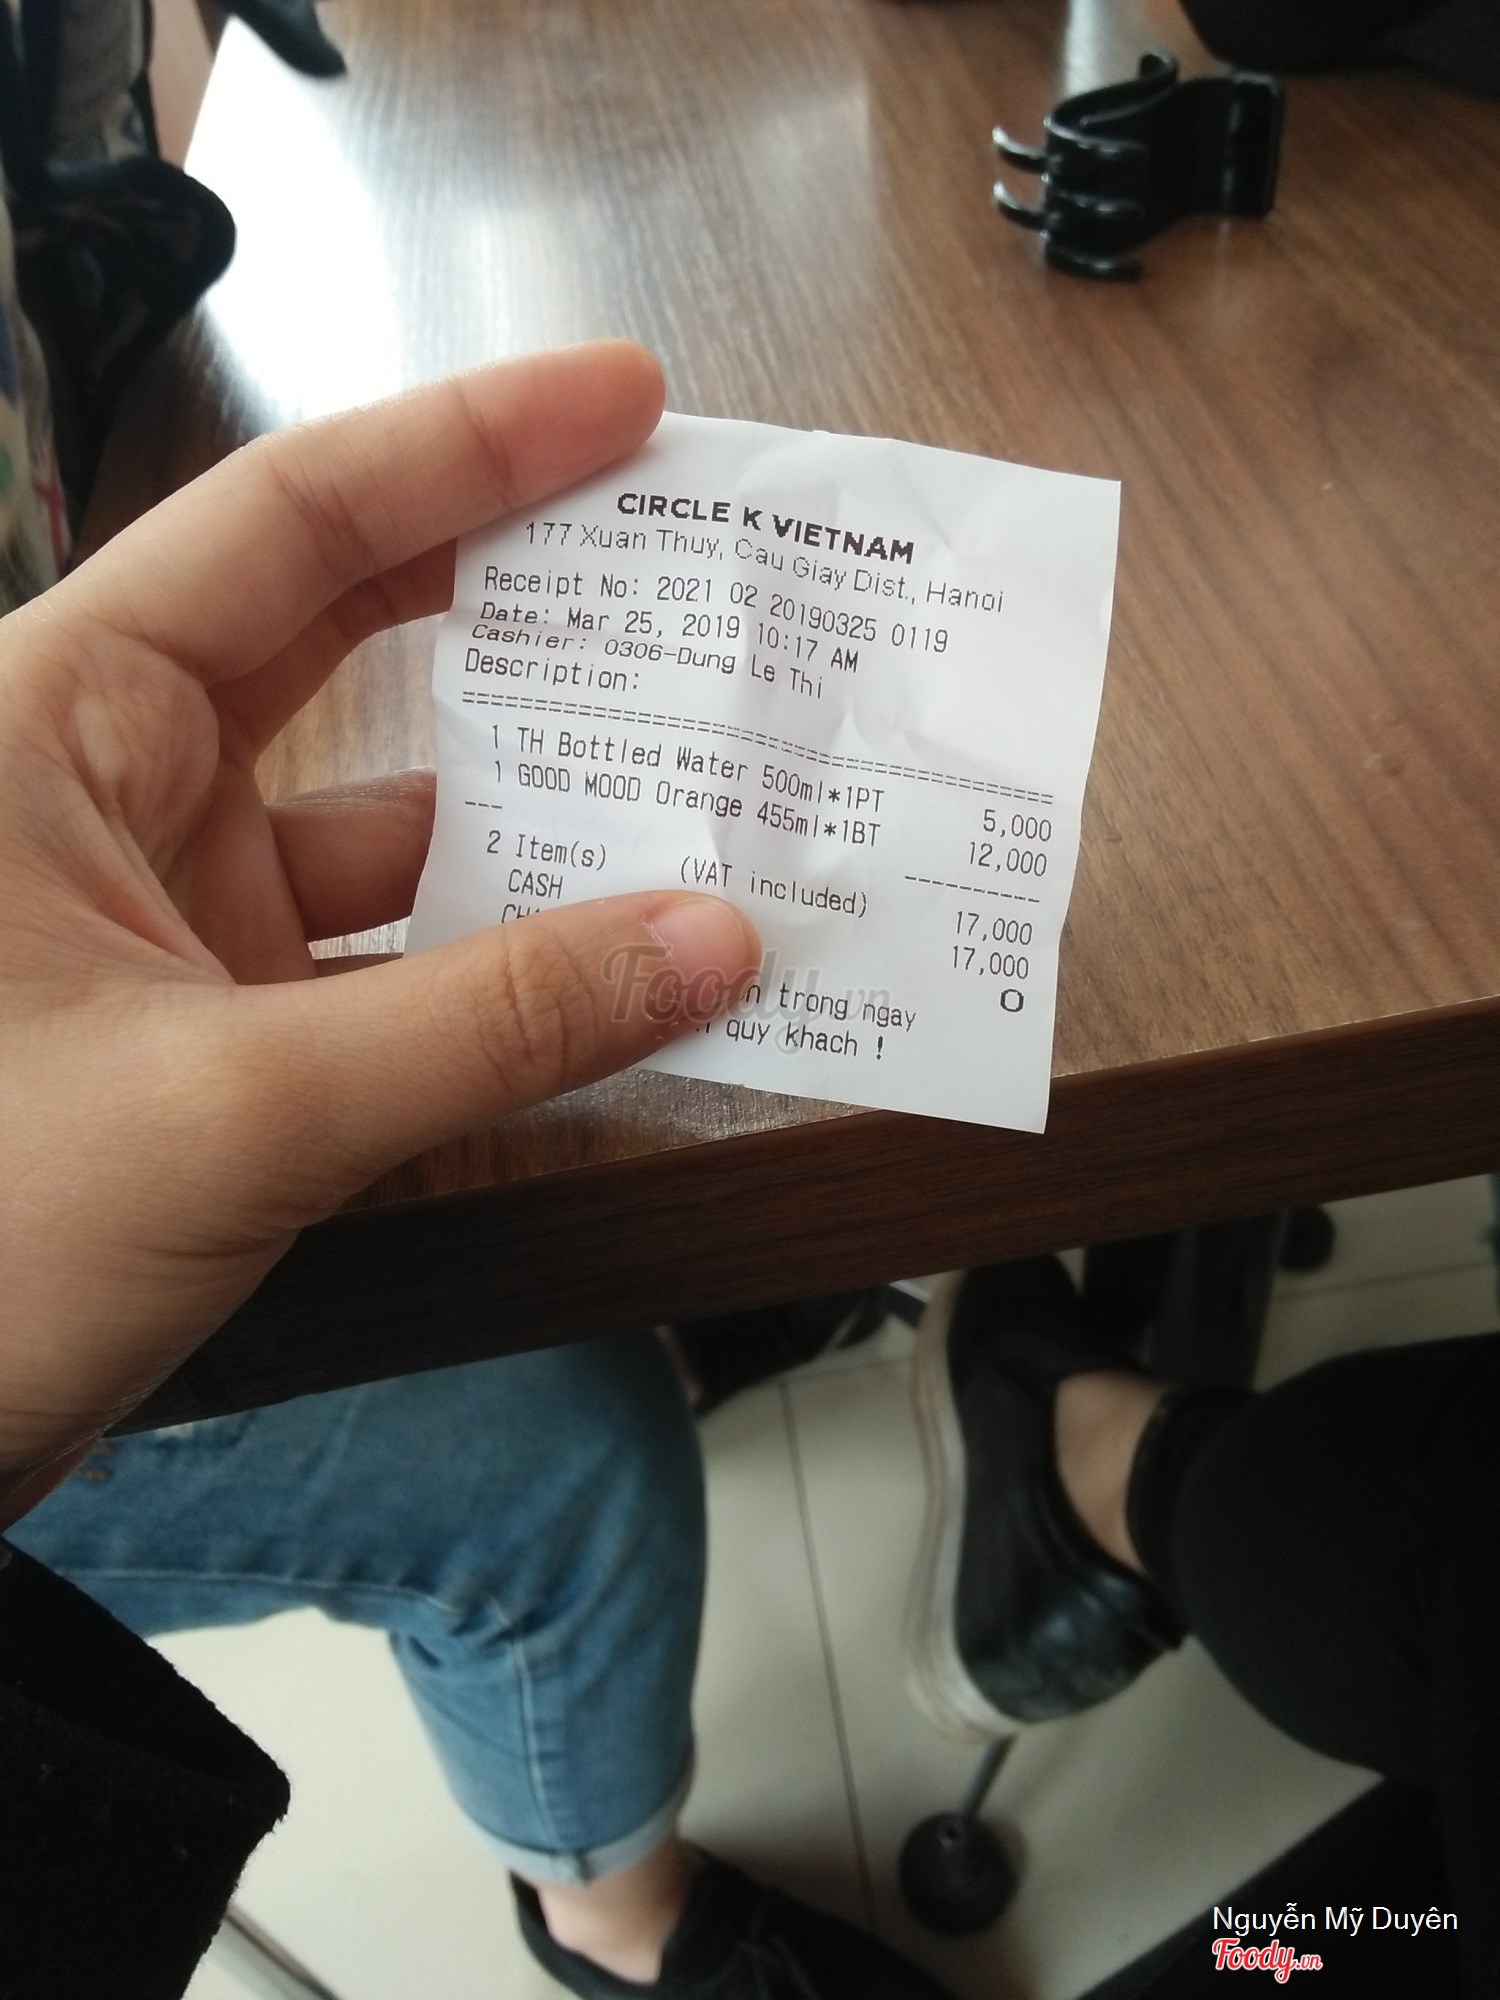 CIRCLE K VIETNAM
177 Xuan Thuy, Cau Giay Dist., Hanoi
Receipt No: 2021 02 20190325 0119
Date: Mar 25, 2019 10:17 AM
Cashier: 0306-Dung Le Thi
Description:
1 TH Bottled Water 500ml*1PT 5,000
1 GOOD MOOD Orange 455ml*1BT 12,000
2 Item(s) (VAT included) 17,000
CASH 17,000
0
trong ngay
quy khach !
Foody.vn
Nguyễn Mỹ Duyên
Foody.vn